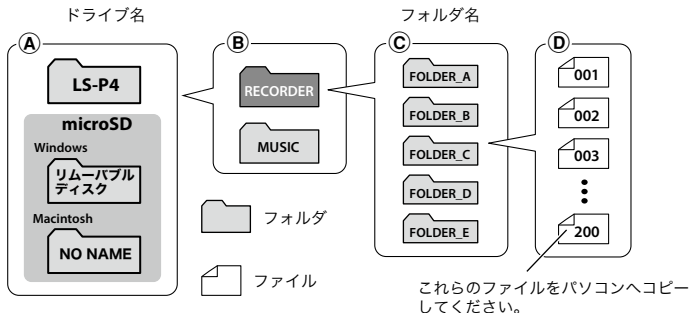 ドライブ名
フォルダ名
A
B
C
D
LS-P4
microSD
Windows
リムーバブル
ディスク
Macintosh
NO NAME
RECORDER
MUSIC
フォルダ
ファイル
FOLDER_A
FOLDER_B
FOLDER_C
FOLDER_D
FOLDER_E
001
002
003
200
これらのファイルをパソコンへコピー
してください。